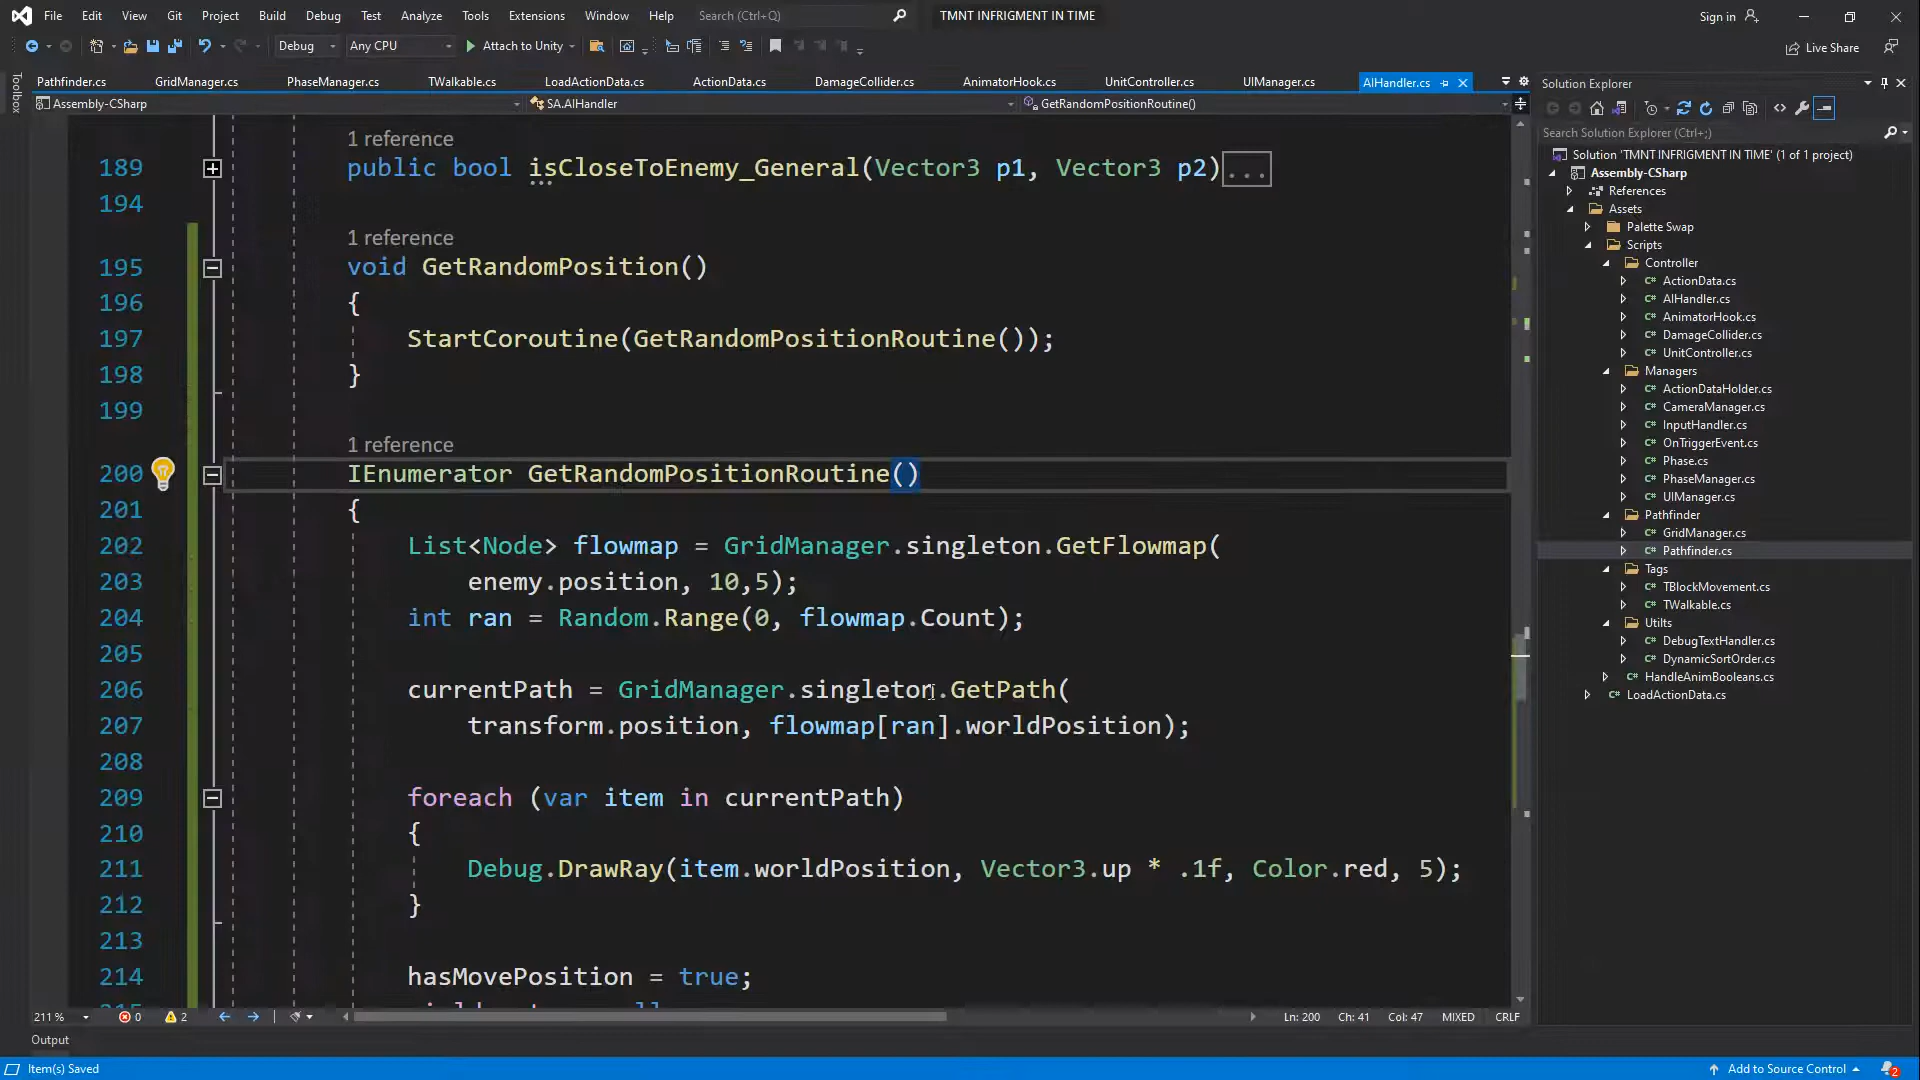 File Edit View Git Project Build Debug Test Analyze Tools Extensions Window Help Search (Ctrl+Q) TMNT INFRIGMENT IN TIME Sign in
Debug Any CPU Attach to Unity Live Share
Toolbox
Pathfinder.cs GridManager.cs PhaseManager.cs TWalkable.cs LoadActionData.cs ActionData.cs DamageCollider.cs AnimatorHook.cs UnitController.cs UIManager.cs AIHandler.cs
Assembly-CSharp SA.AIHandler GetRandomPositionRoutine()
1 reference
189 public bool isCloseToEnemy_General(Vector3 p1, Vector3 p2)...
194
1 reference
195 void GetRandomPosition()
196 {
197 StartCoroutine(GetRandomPositionRoutine());
198 }
199
1 reference
200 IEnumerator GetRandomPositionRoutine()
201 {
202 List<Node> flowmap = GridManager.singleton.GetFlowmap(
203 enemy.position, 10,5);
204 int ran = Random.Range(0, flowmap.Count);
205
206 currentPath = GridManager.singleton.GetPath(
207 transform.position, flowmap[ran].worldPosition);
208
209 foreach (var item in currentPath)
210 {
211 Debug.DrawRay(item.worldPosition, Vector3.up * .1f, Color.red, 5);
212 }
213
214 hasMovePosition = true;
211 % 0 2 Ln: 200 Ch: 41 Col: 47 MIXED CRLF
Output
Item(s) Saved Add to Source Control 2
Solution Explorer
Search Solution Explorer (Ctrl+;)
Solution 'TMNT INFRIGMENT IN TIME' (1 of 1 project)
Assembly-CSharp
References
Assets
Palette Swap
Scripts
Controller
C# ActionData.cs
C# AIHandler.cs
C# AnimatorHook.cs
C# DamageCollider.cs
C# UnitController.cs
Managers
C# ActionDataHolder.cs
C# CameraManager.cs
C# InputHandler.cs
C# OnTriggerEvent.cs
C# Phase.cs
C# PhaseManager.cs
C# UIManager.cs
Pathfinder
C# GridManager.cs
C# Pathfinder.cs
Tags
C# TBlockMovement.cs
C# TWalkable.cs
Utilts
C# DebugTextHandler.cs
C# DynamicSortOrder.cs
C# HandleAnimBooleans.cs
C# LoadActionData.cs